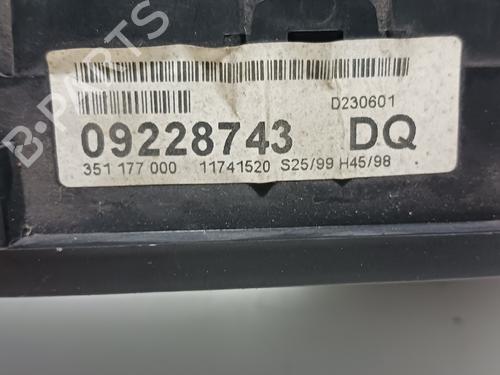 B-PARTS
D230601
09228743 DQ
351 177 000 11741520 S25/99 H45/98